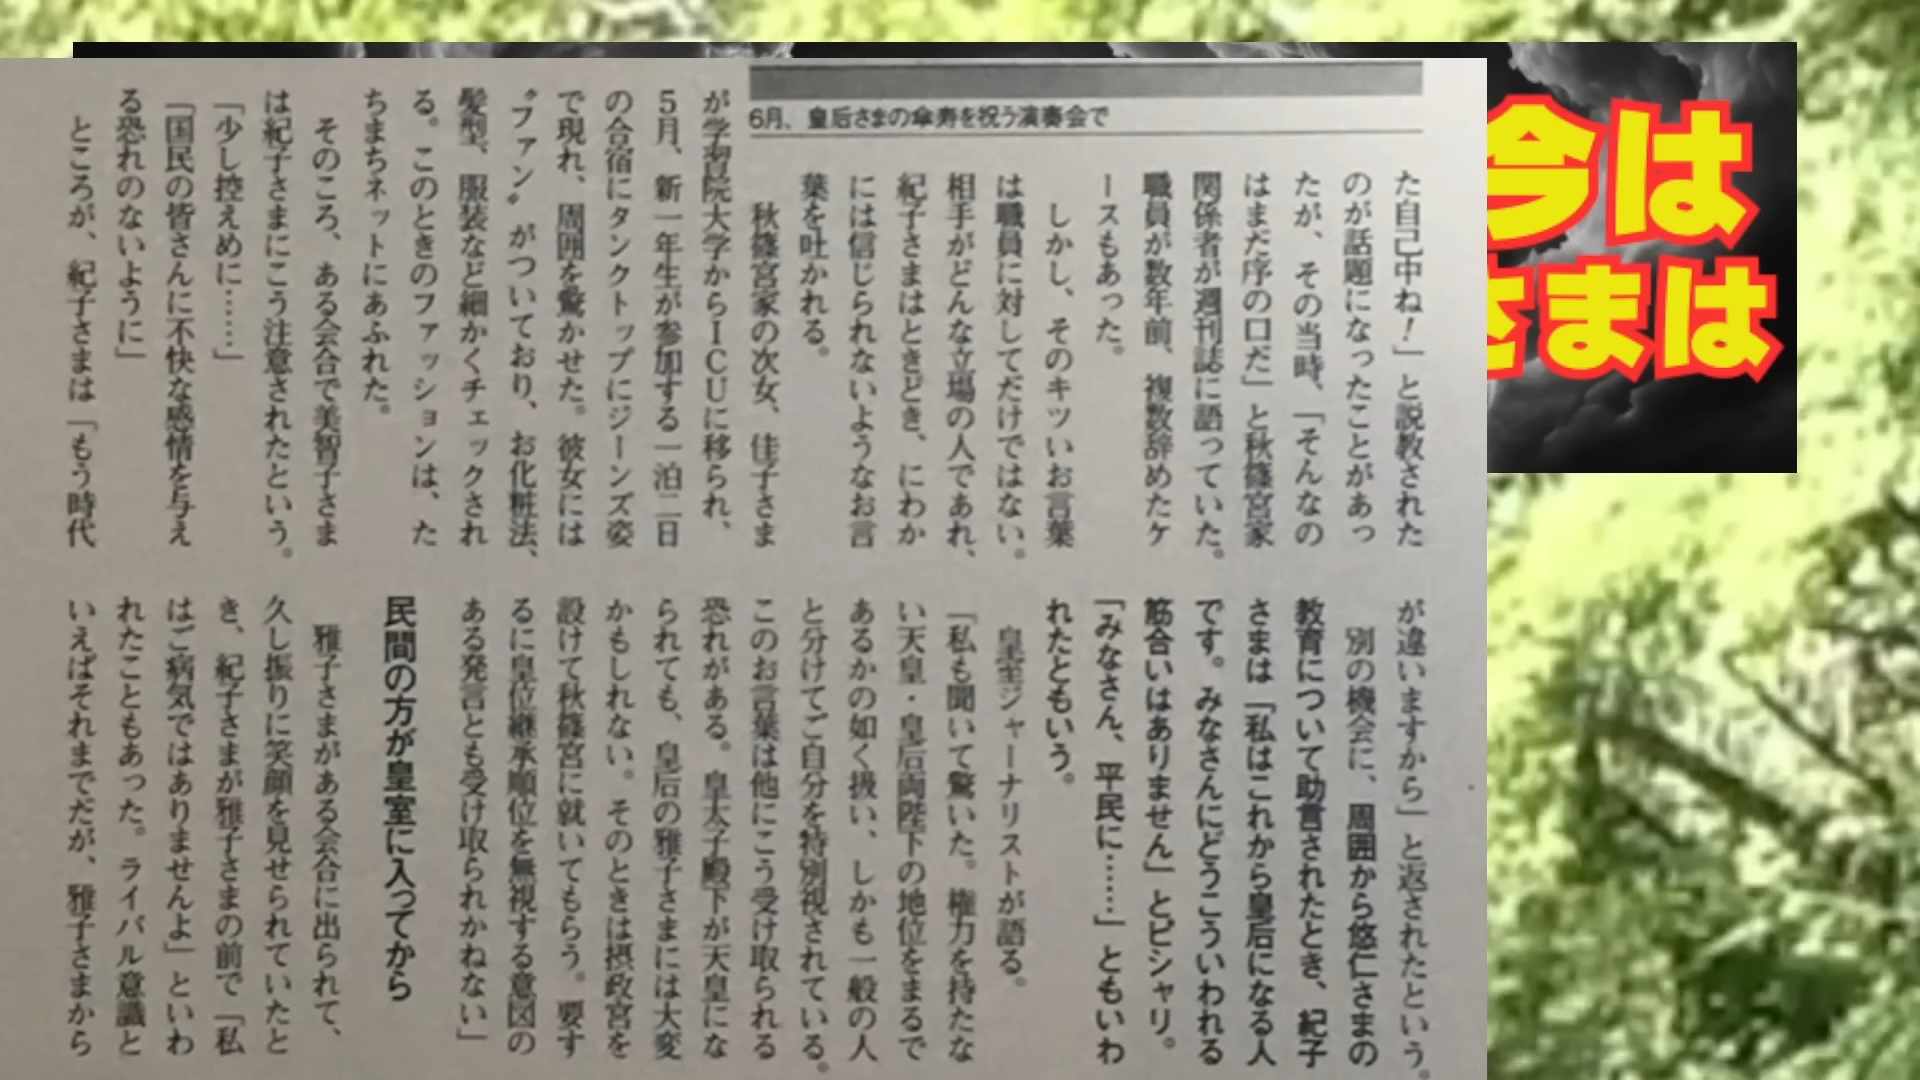 6月、皇后さまの傘寿を祝う演奏会で
た自己中ね！」と説教された
のが話題になったことがあっ
たが、その当時、「そんなの
はまだ序の口だ」と秋篠宮家
関係者が週刊誌に語っていた。
職員が数年前、複数辞めたケ
ースもあった。
しかし、そのキツいお言葉
は職員に対してだけではない。
相手がどんな立場の人であれ、
紀子さまはときどき、にわか
には信じられないようなお言
葉を吐かれる。
秋篠宮家の次女、佳子さま
が学習院大学からICUに移られ、
5月、新一年生が参加する一泊二日
の合宿にタンクトップにジーンズ姿
で現れ、周囲を驚かせた。彼女には
〝ファン〟がついており、お化粧法、
髪型、服装など細かくチェックされ
る。このときのファッションは、た
ちまちネットにあふれた。
そのころ、ある会合で美智子さま
は紀子さまにこう注意されたという。
「少し控えめに……」
「国民の皆さんに不快な感情を与え
る恐れのないように」
ところが、紀子さまは「もう時代
が違いますから」と返されたという。
別の機会に、周囲から悠仁さまの
教育について助言されたとき、紀子
さまは「私はこれから皇后になる人
です。みなさんにどうこういわれる
筋合いはありません」とピシャリ。
「みなさん、平民に……」ともいわ
れたともいう。
皇室ジャーナリストが語る。
「私も聞いて驚いた。権力を持たな
い天皇・皇后両陛下の地位をまるで
あるかの如く扱い、しかも一般の人
と分けてご自分を特別視されている。
このお言葉は他にこう受け取られる
恐れがある。皇太子殿下が天皇にな
られても、皇后の雅子さまには大変
かもしれない。そのときは摂政宮を
設けて秋篠宮に就いてもらう。要す
るに皇位継承順位を無視する意図の
ある発言とも受け取られかねない」
民間の方が皇室に入ってから
雅子さまがある会合に出られて、
久し振りに笑顔を見せられていたと
き、紀子さまが雅子さまの前で「私
はご病気ではありませんよ」といわ
れたこともあった。ライバル意識と
いえばそれまでだが、雅子さまから
今は
さまは